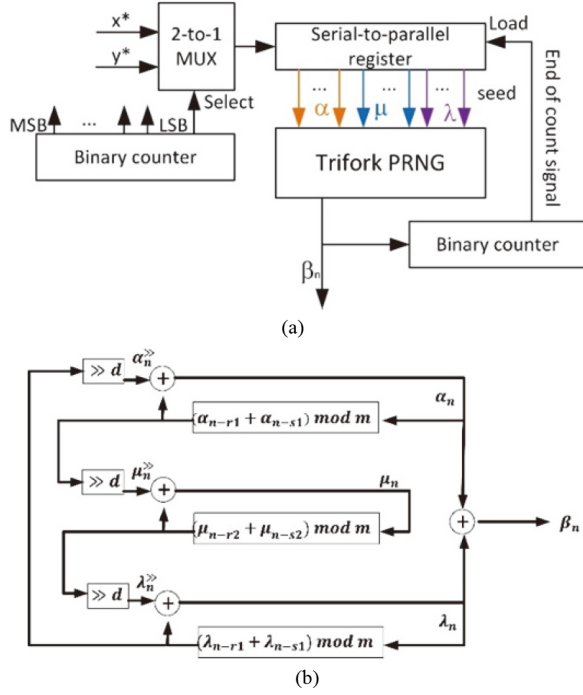 x*
y*
2-to-1
MUX
Serial-to-parallel
register
Load
Select
MSB
...
LSB
Binary counter
... ... ...
α μ λ
seed
Trifork PRNG
End of count signal
Binary counter
βn
(a)
≫ d
αn≫
+
αn
(αn−r1 + αn−s1) mod m
≫ d
μn≫
+
μn
(μn−r2 + μn−s2) mod m
+
βn
≫ d
λn≫
+
λn
(λn−r1 + λn−s1) mod m
(b)